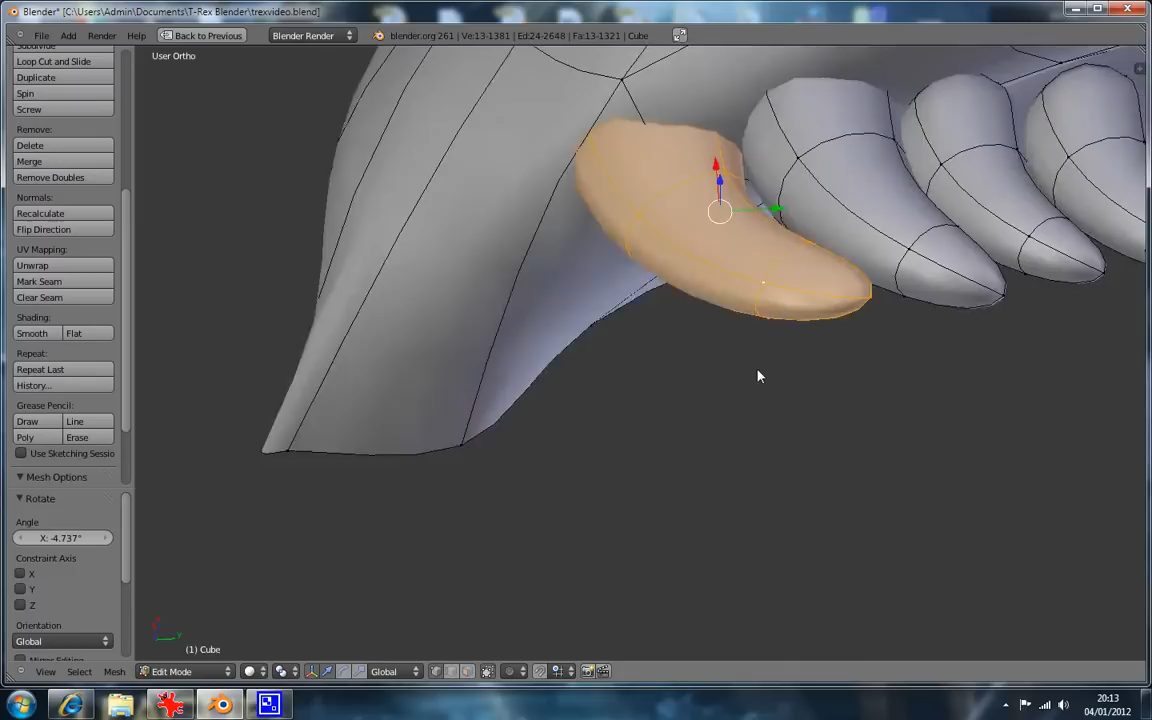 Blender* [C:\Users\Admin\Documents\T-Rex Blender\trexvideo.blend]
File Add Render Help Back to Previous Blender Render blender.org 261 | Ve:13-1381 | Ed:24-2648 | Fa:13-1321 | Cube
User Ortho
Subdivide
Loop Cut and Slide
Duplicate
Spin
Screw
Remove:
Delete
Merge
Remove Doubles
Normals:
Recalculate
Flip Direction
UV Mapping:
Unwrap
Mark Seam
Clear Seam
Shading:
Smooth Flat
Repeat:
Repeat Last
History...
Grease Pencil:
Draw Line
Poly Erase
Use Sketching Sessio
Mesh Options
Rotate
Angle
X: -4.737°
Constraint Axis
X
Y
Z
Orientation
Global
(1) Cube
View Select Mesh Edit Mode Global
20:13
04/01/2012